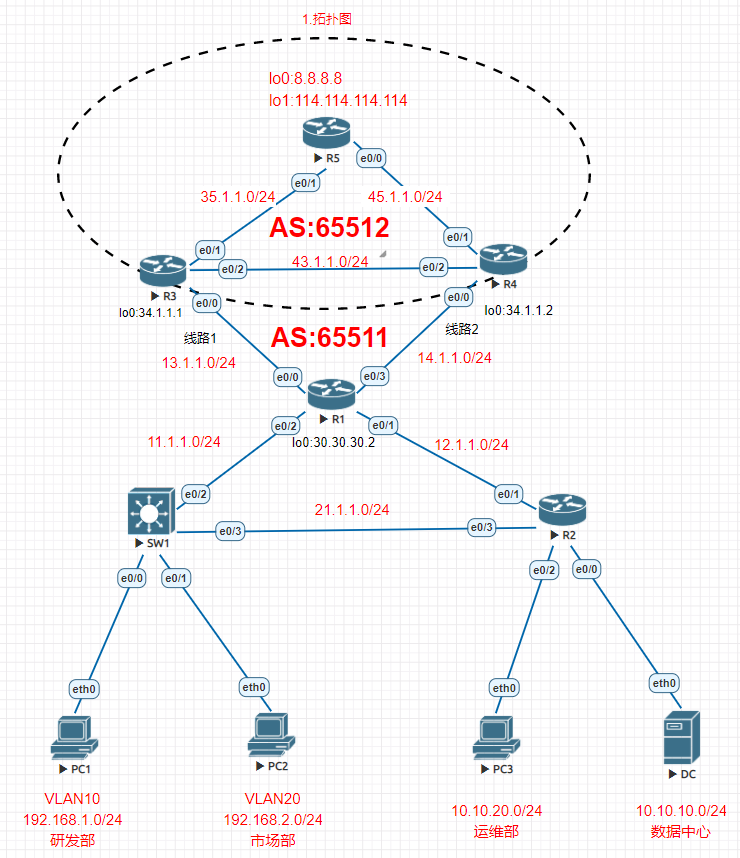 1.拓扑图
lo0:8.8.8.8
lo1:114.114.114.114
R5
e0/0
e0/1
35.1.1.0/24
45.1.1.0/24
AS:65512
e0/1
e0/1
43.1.1.0/24
e0/2
e0/2
R3
R4
lo0:34.1.1.1
e0/0
e0/0
lo0:34.1.1.2
线路1
AS:65511
线路2
13.1.1.0/24
14.1.1.0/24
e0/0
e0/3
R1
e0/2
e0/1
lo0:30.30.30.2
11.1.1.0/24
12.1.1.0/24
e0/2
e0/1
21.1.1.0/24
e0/3
e0/3
SW1
R2
e0/0
e0/1
e0/2
e0/0
eth0
eth0
eth0
eth0
PC1
PC2
PC3
DC
VLAN10
192.168.1.0/24
研发部
VLAN20
192.168.2.0/24
市场部
10.10.20.0/24
运维部
10.10.10.0/24
数据中心